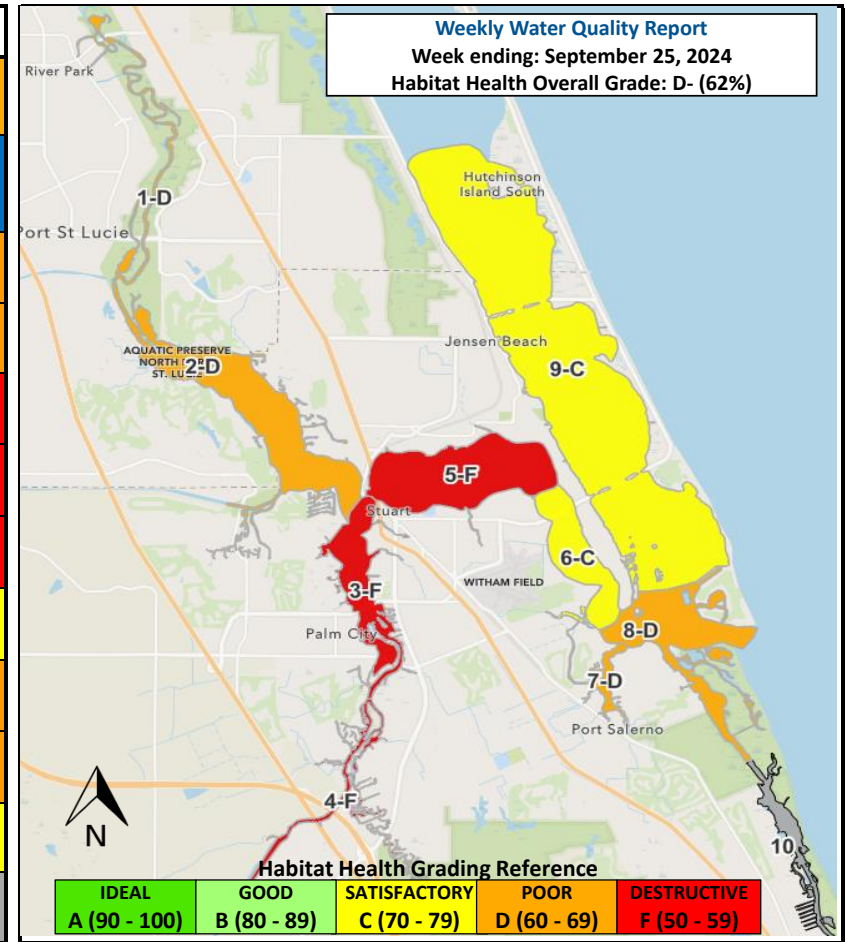 Weekly Water Quality Report
Week ending: September 25, 2024
Habitat Health Overall Grade: D- (62%)
River Park
Hutchinson
Island South
1-D
Port St Lucie
Jensen Beach
AQUATIC PRESERVE
NORTH
ST. LUCIE
2-D
9-C
5-F
Stuart
6-C
WITHAM FIELD
3-F
Palm City
8-D
7-D
Port Salerno
4-F
N
10
Habitat Health Grading Reference
IDEAL GOOD SATISFACTORY POOR DESTRUCTIVE
A (90 - 100) B (80 - 89) C (70 - 79) D (60 - 69) F (50 - 59)